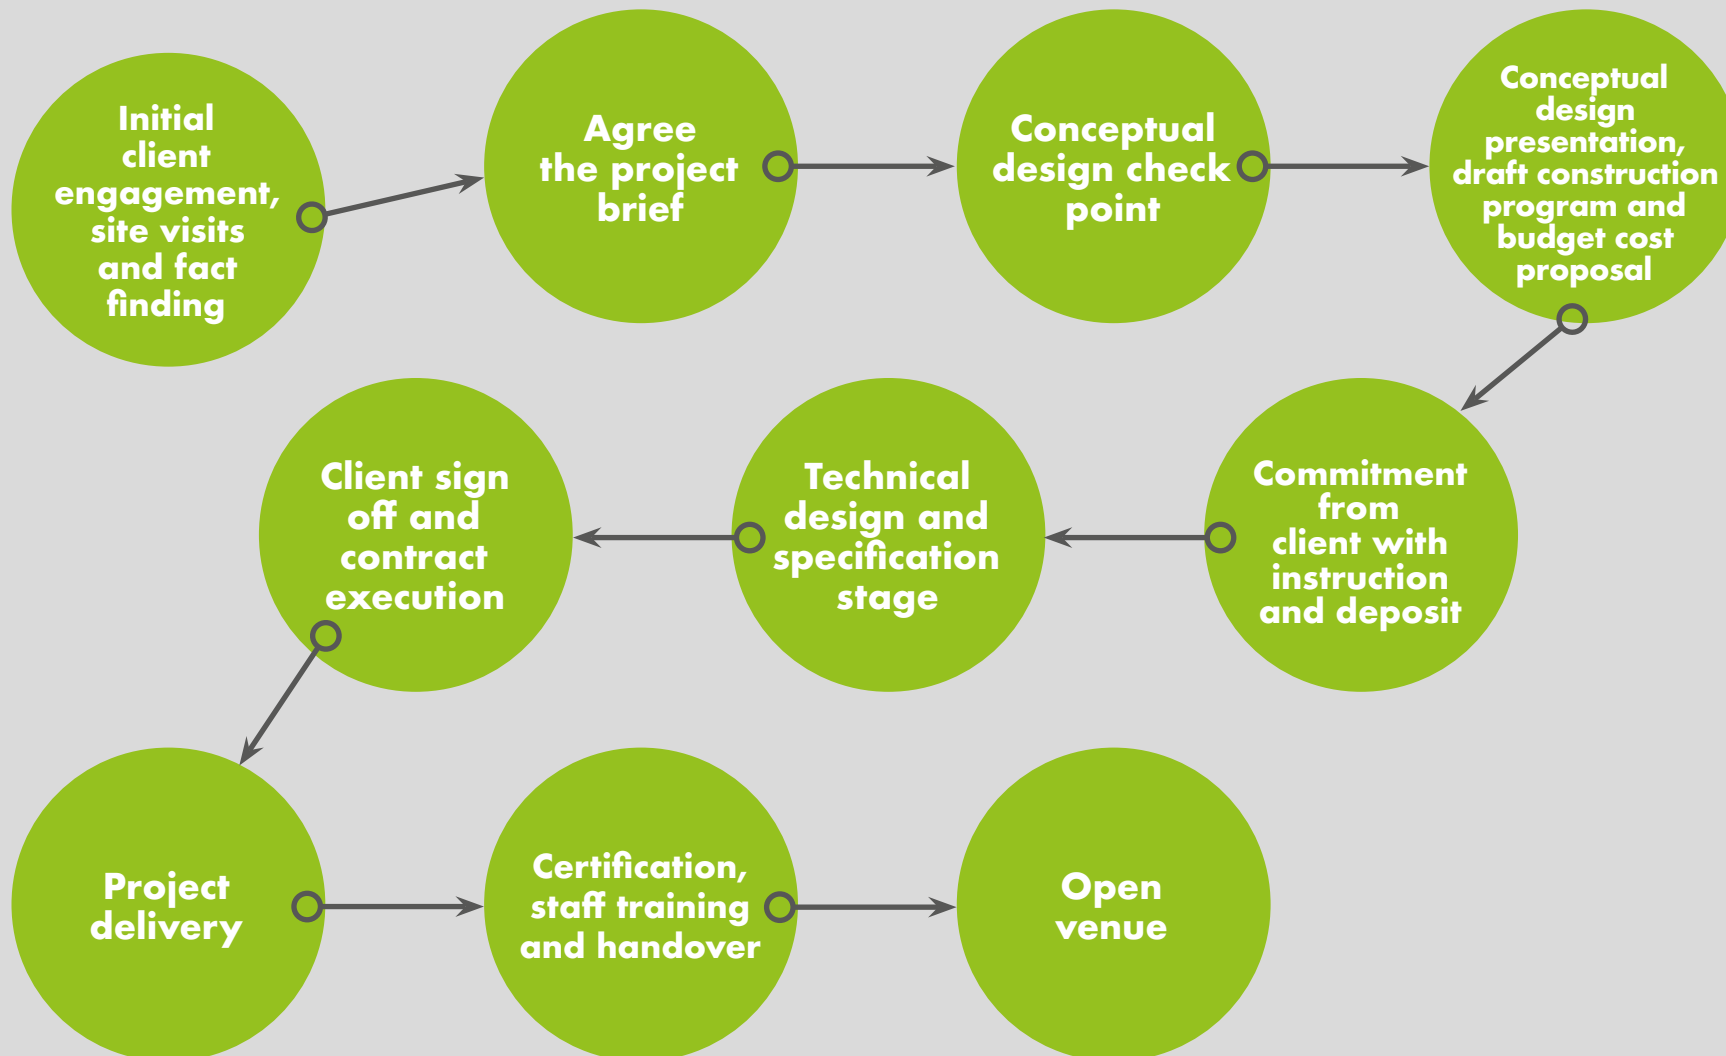 Initial
client
engagement,
site visits
and fact
finding
Agree
the project
brief
Conceptual
design check
point
Conceptual
design
presentation,
draft construction
program and
budget cost
proposal
Commitment
from
client with
instruction
and deposit
Technical
design and
specification
stage
Client sign
off and
contract
execution
Project
delivery
Certification,
staff training
and handover
Open
venue